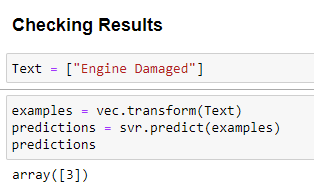 Checking Results
Text = ["Engine Damaged"]
examples = vec.transform(Text)
predictions = svr.predict(examples)
predictions
array([3])